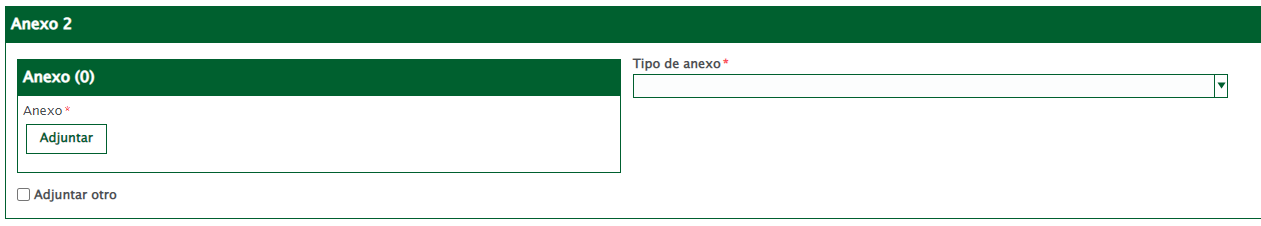 Anexo 2
Anexo (0)
Anexo *
Adjuntar
Tipo de anexo *
Adjuntar otro